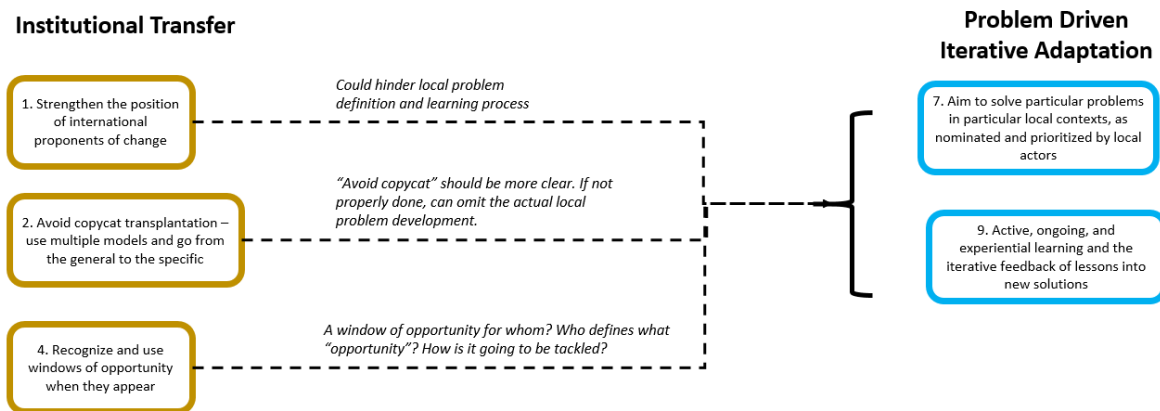 Institutional Transfer
Problem Driven
Iterative Adaptation
1. Strengthen the position
of international
proponents of change
Could hinder local problem
definition and learning process
7. Aim to solve particular problems
in particular local contexts, as
nominated and prioritized by local
actors
2. Avoid copycat transplantation –
use multiple models and go from
the general to the specific
“Avoid copycat” should be more clear. If not
properly done, can omit the actual local
problem development.
9. Active, ongoing, and
experiential learning and the
iterative feedback of lessons into
new solutions
4. Recognize and use
windows of opportunity
when they appear
A window of opportunity for whom? Who defines what
“opportunity”? How is it going to be tackled?